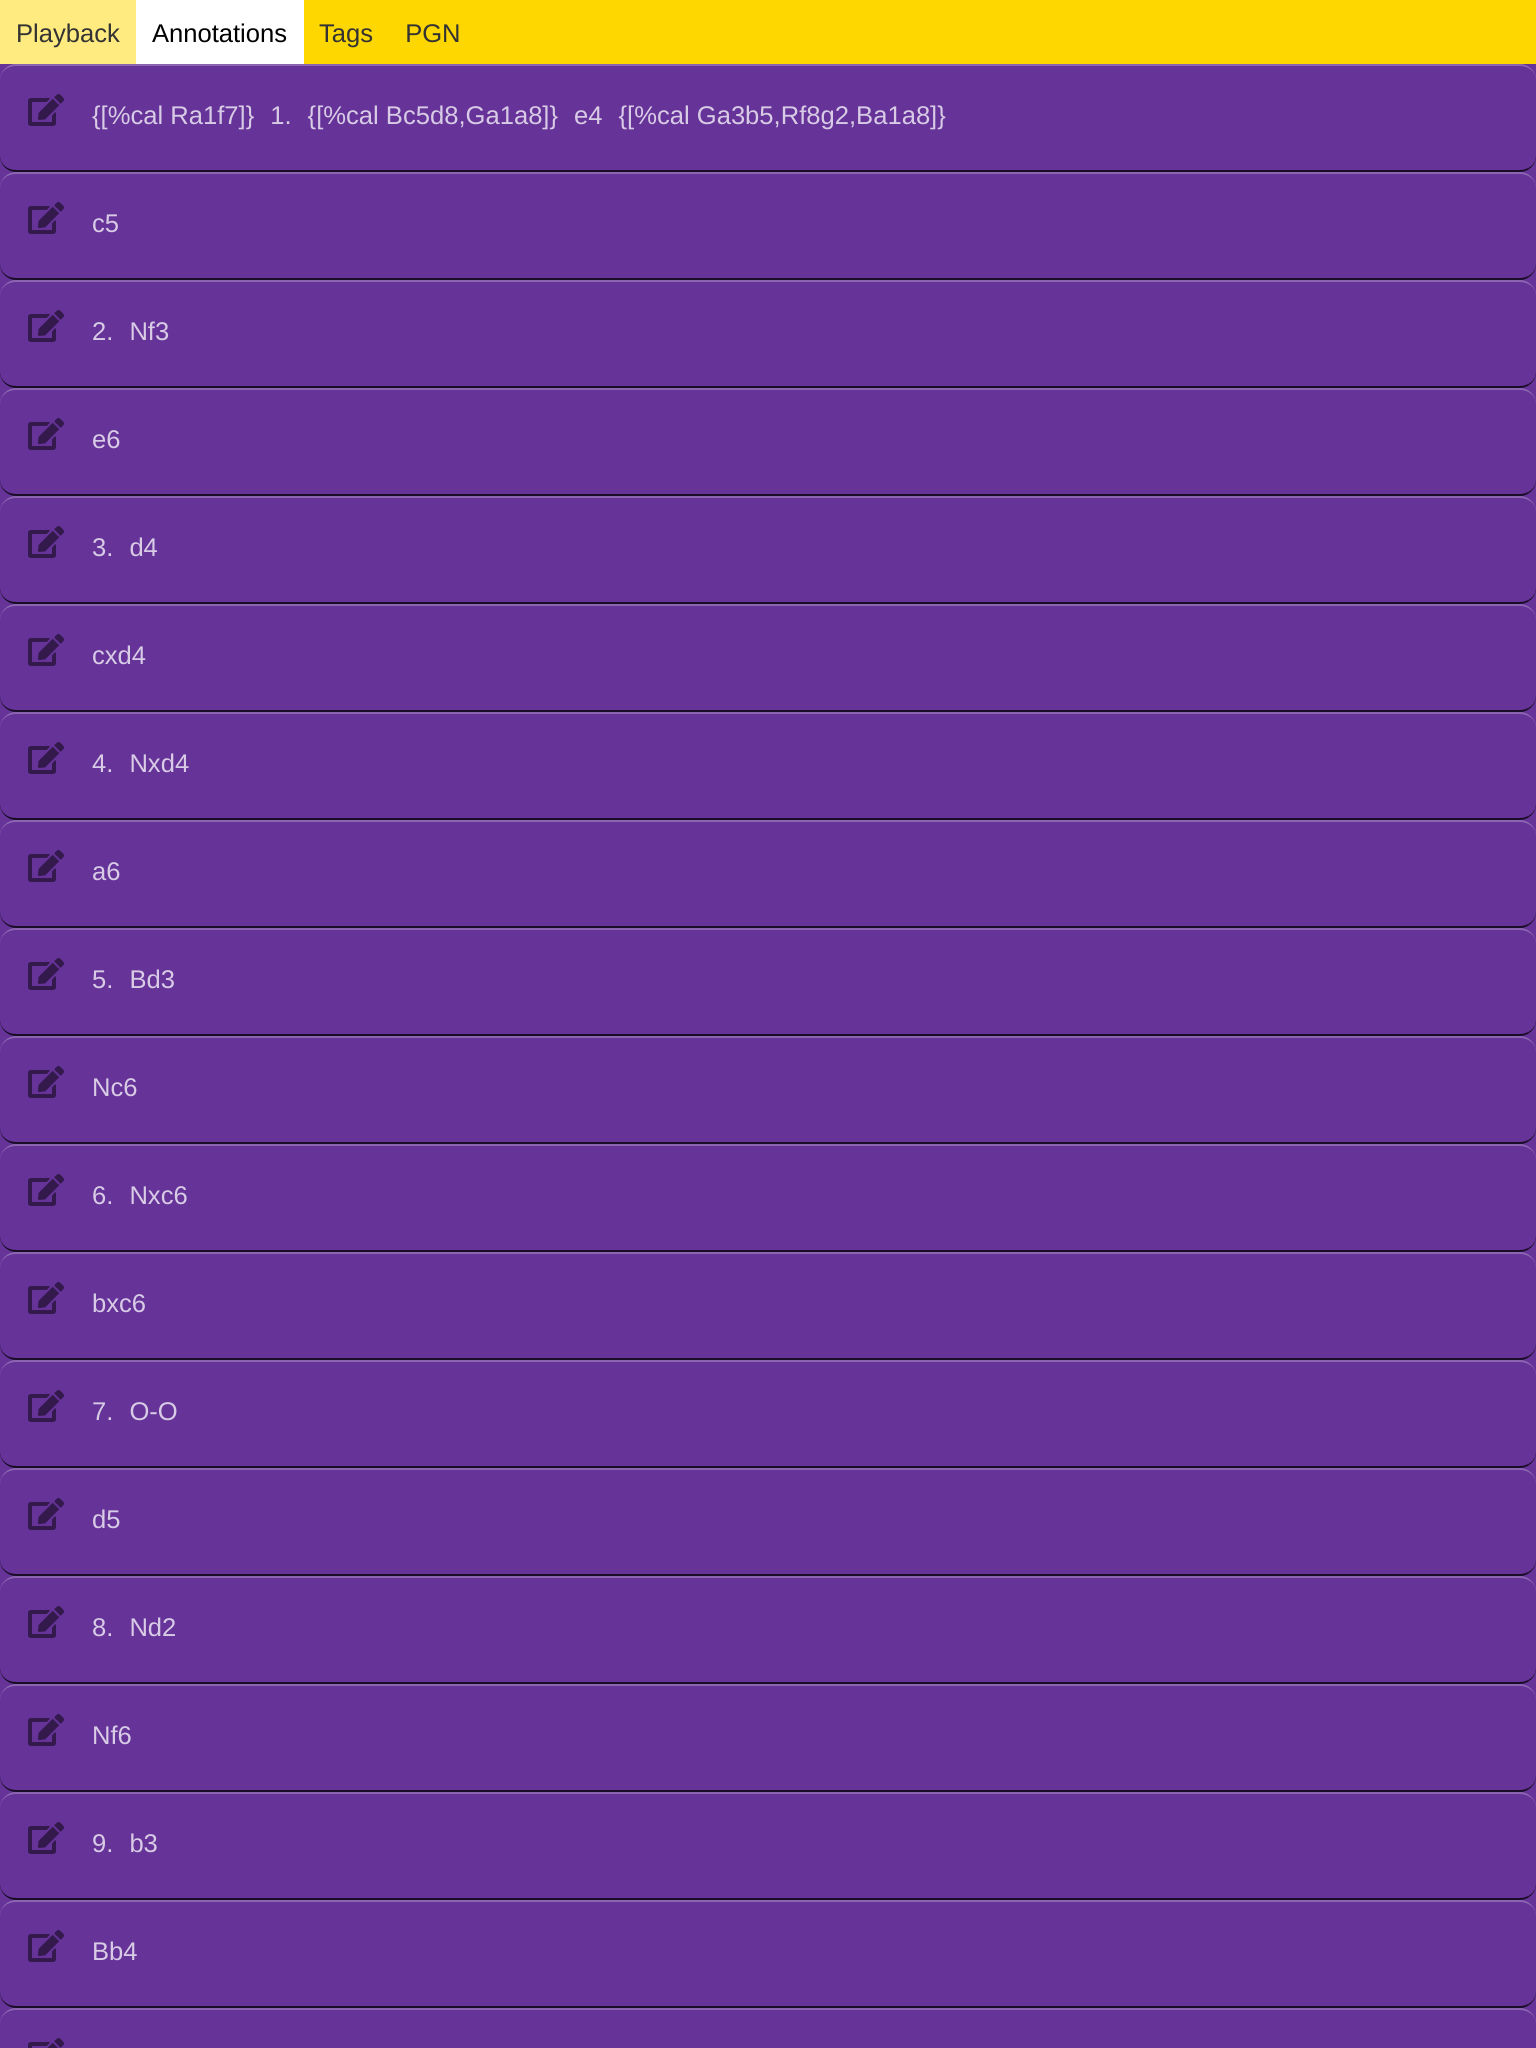 Playback Annotations Tags PGN
{[%cal Ra1f7]} 1. {[%cal Bc5d8,Ga1a8]} e4 {[%cal Ga3b5,Rf8g2,Ba1a8]}
c5
2. Nf3
e6
3. d4
cxd4
4. Nxd4
a6
5. Bd3
Nc6
6. Nxc6
bxc6
7. O-O
d5
8. Nd2
Nf6
9. b3
Bb4